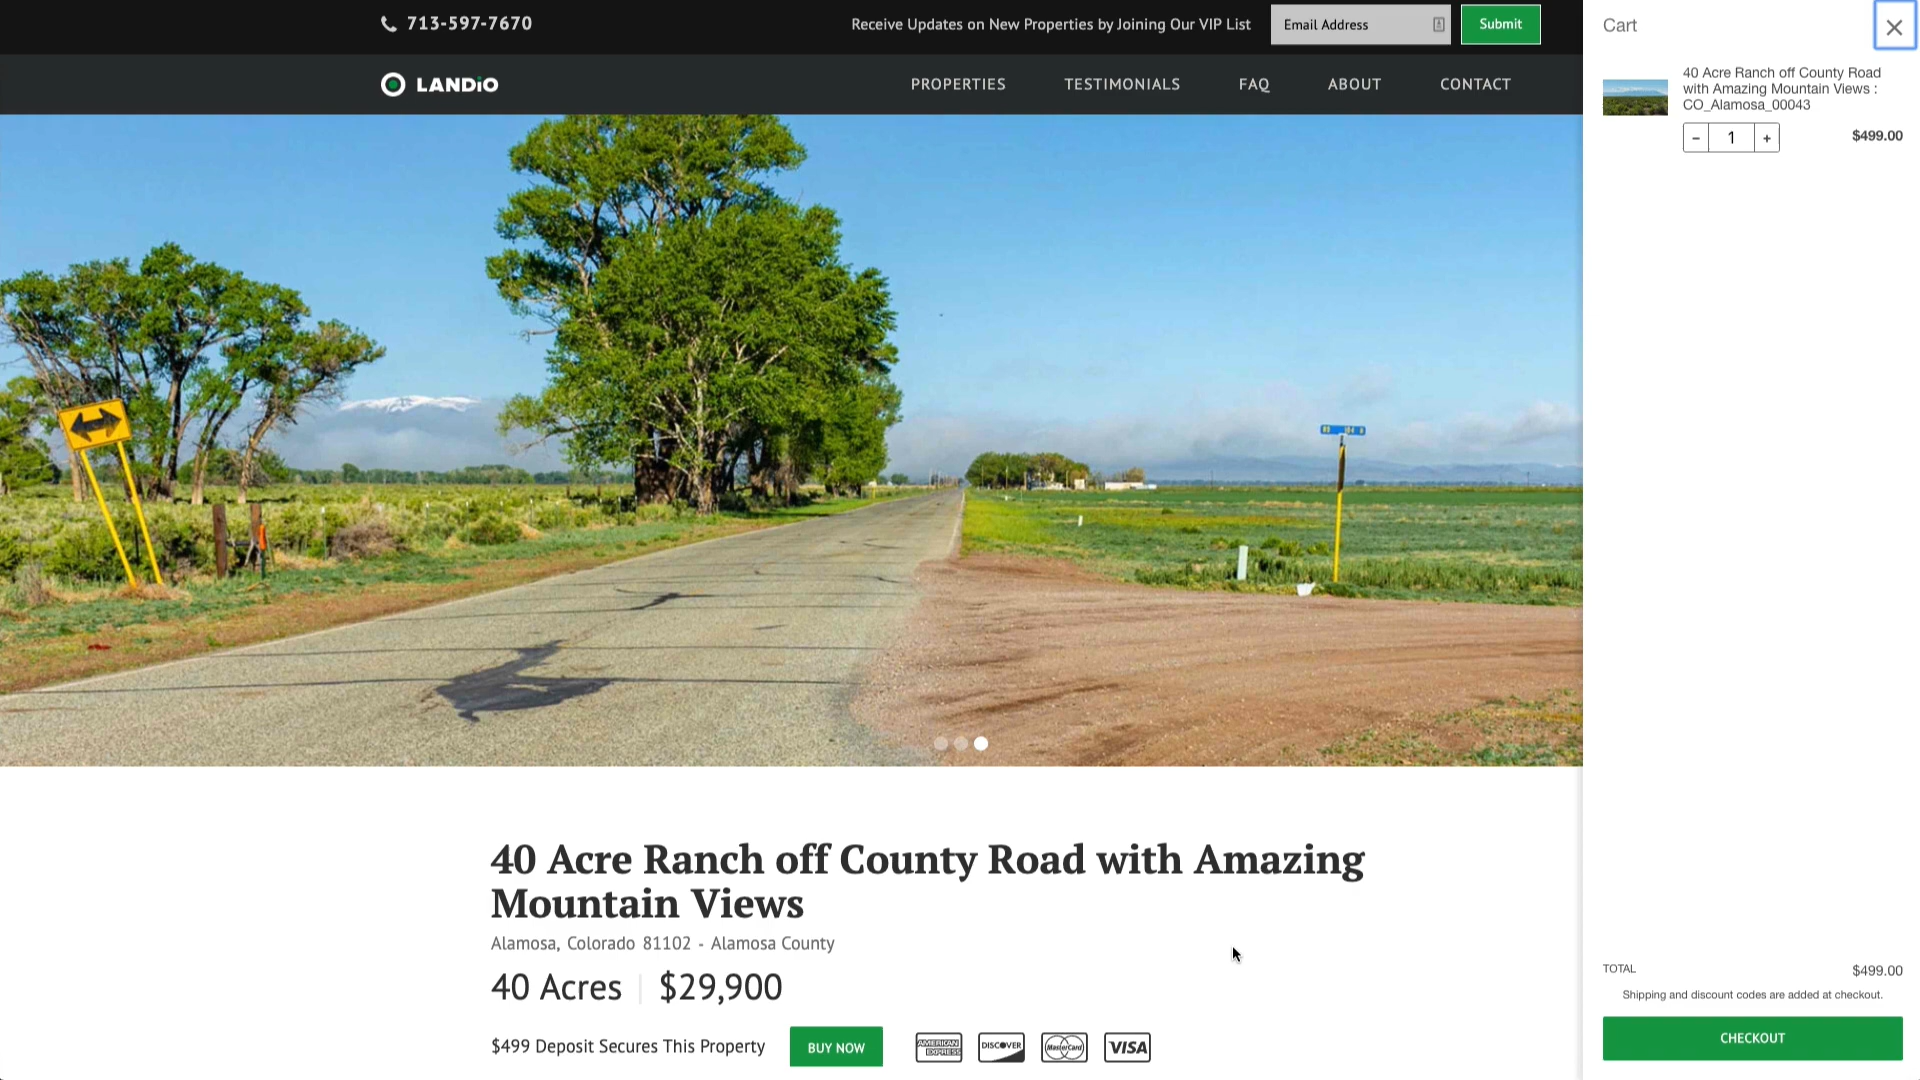 713-597-7670
Receive Updates on New Properties by Joining Our VIP List
Email Address
Submit
LANDiO
PROPERTIES
TESTIMONIALS
FAQ
ABOUT
CONTACT
40 Acre Ranch off County Road with Amazing
Mountain Views
Alamosa, Colorado 81102 - Alamosa County
40 Acres
$29,900
$499 Deposit Secures This Property
BUY NOW
AMERICAN
EXPRESS
DISCOVER
MasterCard
VISA
Cart
40 Acre Ranch off County Road
with Amazing Mountain Views :
CO_Alamosa_00043
- 1 +
$499.00
TOTAL
$499.00
Shipping and discount codes are added at checkout.
CHECKOUT